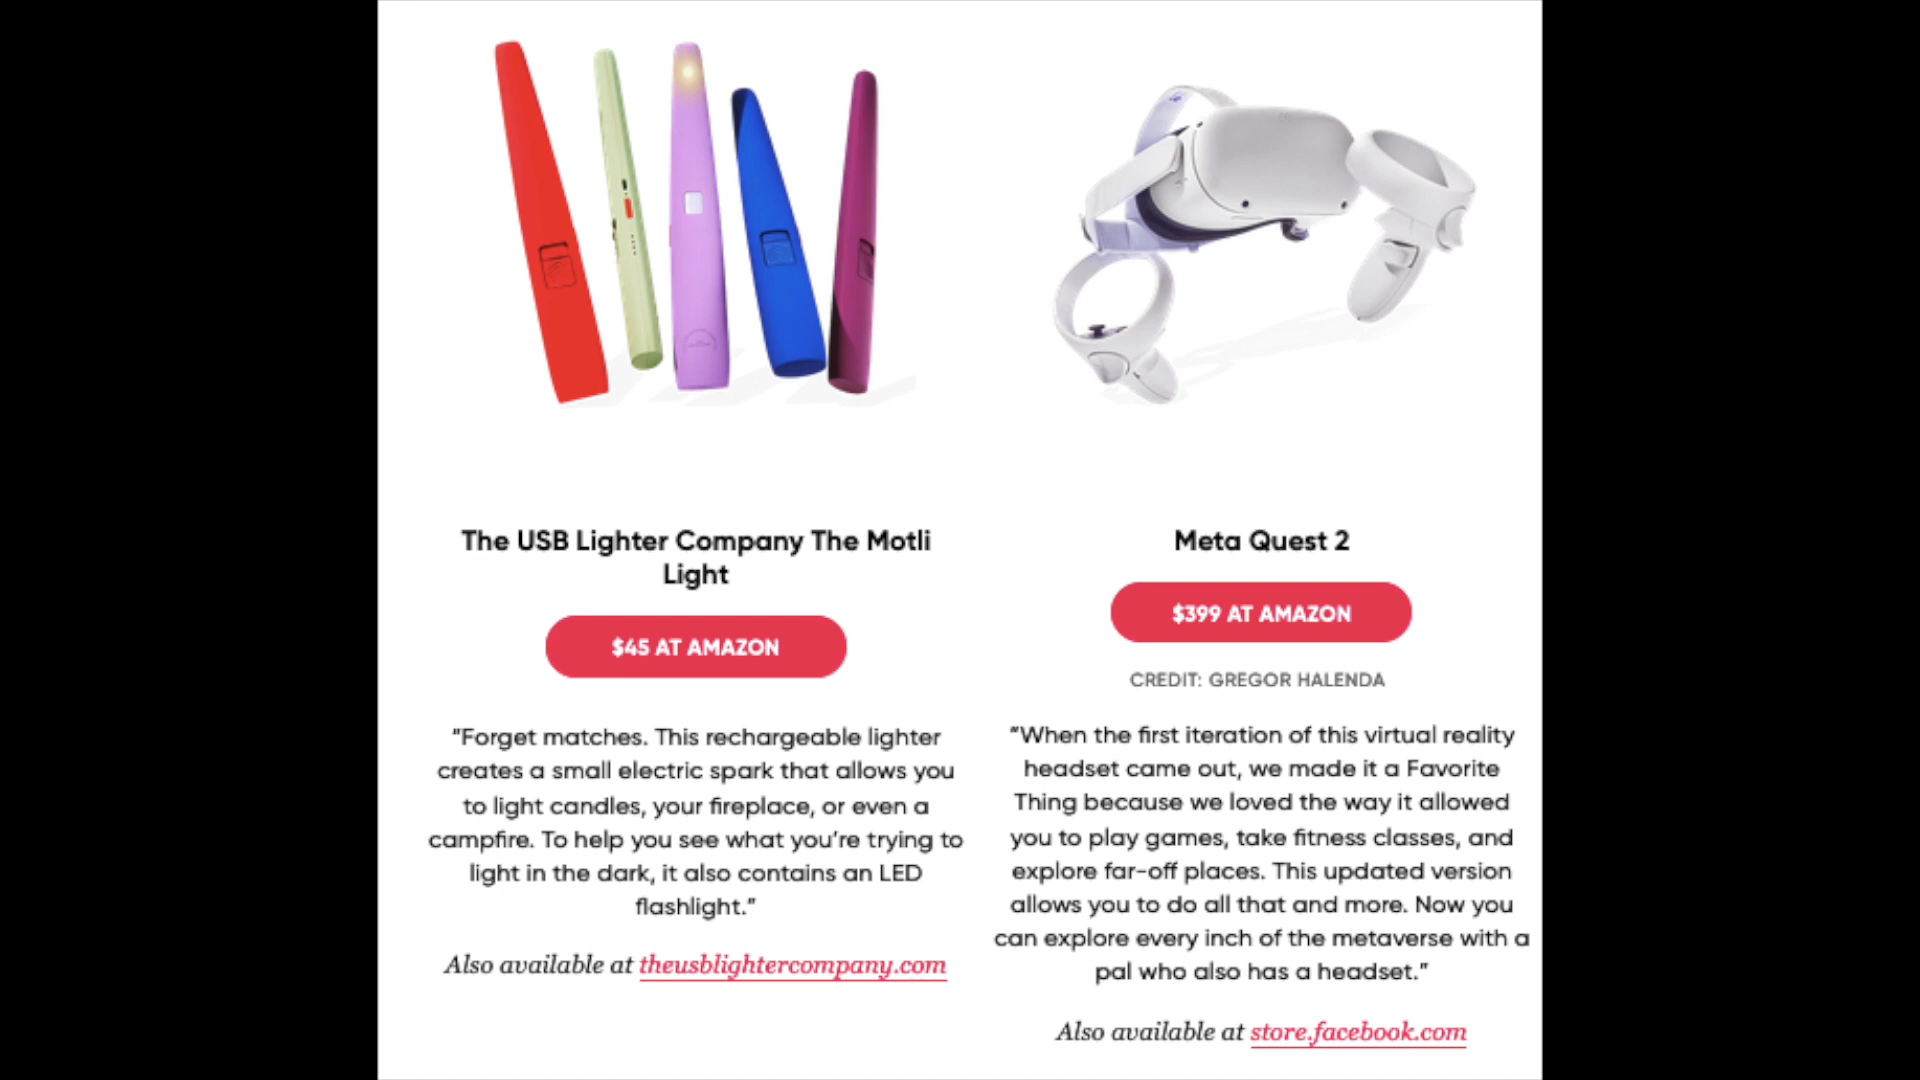 The USB Lighter Company The Motli
Light
$45 AT AMAZON
“Forget matches. This rechargeable lighter
creates a small electric spark that allows you
to light candles, your fireplace, or even a
campfire. To help you see what you’re trying to
light in the dark, it also contains an LED
flashlight.”
Also available at theusblightercompany.com
Meta Quest 2
$399 AT AMAZON
CREDIT: GREGOR HALENDA
“When the first iteration of this virtual reality
headset came out, we made it a Favorite
Thing because we loved the way it allowed
you to play games, take fitness classes, and
explore far-off places. This updated version
allows you to do all that and more. Now you
can explore every inch of the metaverse with a
pal who also has a headset.”
Also available at store.facebook.com